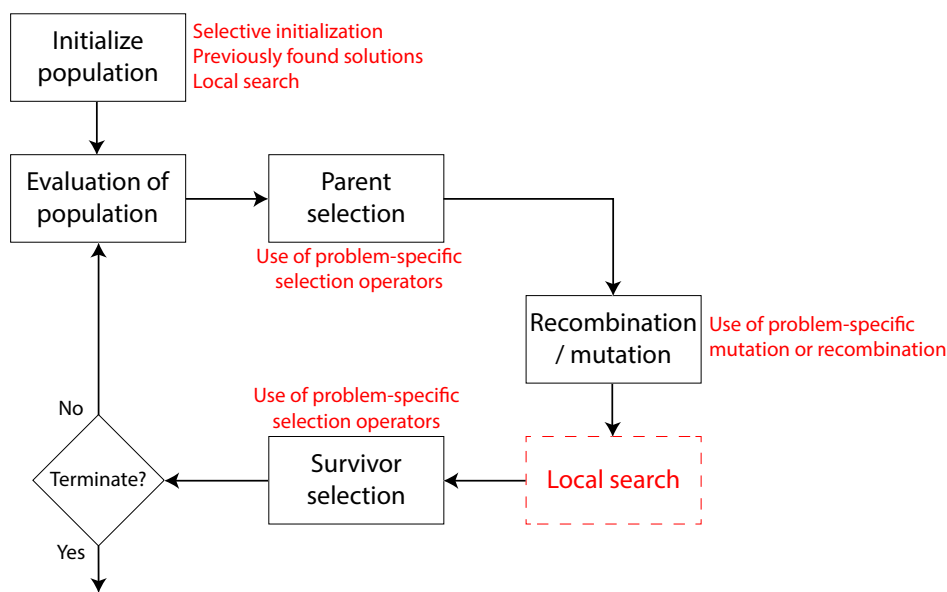 Initialize
population
Selective initialization
Previously found solutions
Local search
Evaluation of
population
Parent
selection
Use of problem-specific
selection operators
Recombination
/ mutation
Use of problem-specific
mutation or recombination
Local search
Use of problem-specific
selection operators
Survivor
selection
Terminate?
No
Yes